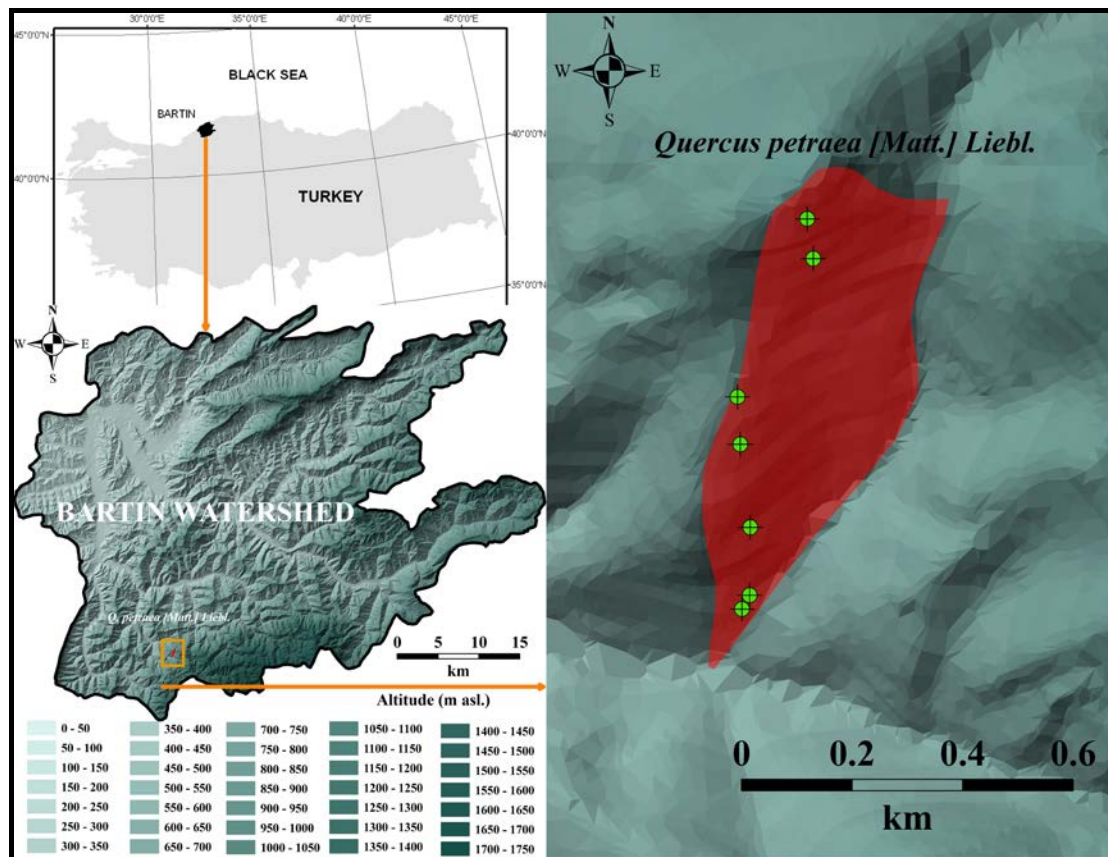 30°0'0"E 35°0'0"E 40°0'0"E 45°0'0"E
45°0'0"N
BLACK SEA
BARTIN
40°0'0"N
40°0'0"N
TURKEY
35°0'0"N
N
W E
S
BARTIN WATERSHED
Q. petraea [Matt.] Liebl.
0 5 10 15
km
Altitude (m asl.)
0 - 50
50 - 100
100 - 150
150 - 200
200 - 250
250 - 300
300 - 350
350 - 400
400 - 450
450 - 500
500 - 550
550 - 600
600 - 650
650 - 700
700 - 750
750 - 800
800 - 850
850 - 900
900 - 950
950 - 1000
1000 - 1050
1050 - 1100
1100 - 1150
1150 - 1200
1200 - 1250
1250 - 1300
1300 - 1350
1350 - 1400
1400 - 1450
1450 - 1500
1500 - 1550
1550 - 1600
1600 - 1650
1650 - 1700
1700 - 1750
N
W E
S
Quercus petraea [Matt.] Liebl.
0 0.2 0.4 0.6
km